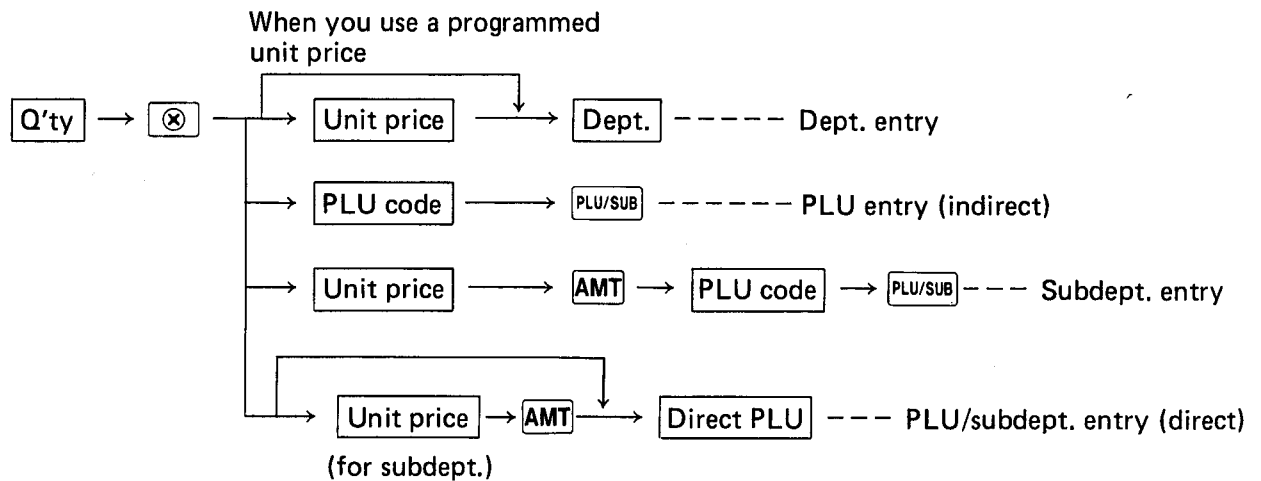 When you use a programmed
unit price
Q'ty → ⊗ → Unit price → Dept. ----- Dept. entry
PLU code → PLU/SUB ------ PLU entry (indirect)
Unit price → AMT → PLU code → PLU/SUB --- Subdept. entry
Unit price → AMT → Direct PLU --- PLU/subdept. entry (direct)
(for subdept.)